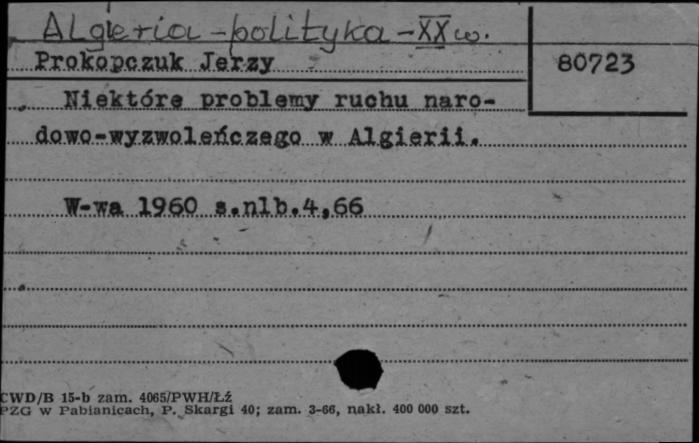 Algieria - polityka - XX w.
Prokopczuk Jerzy
80723
Niektóre problemy ruchu naro-
dowo-wyzwoleńczego w Algierii.
W-wa 1960 s.nlb.4,66
CWD/B 15-b zam. 4065/PWH/Łź
PZG w Pabianicach, P. Skargi 40; zam. 3-66, nakł. 400 000 szt.